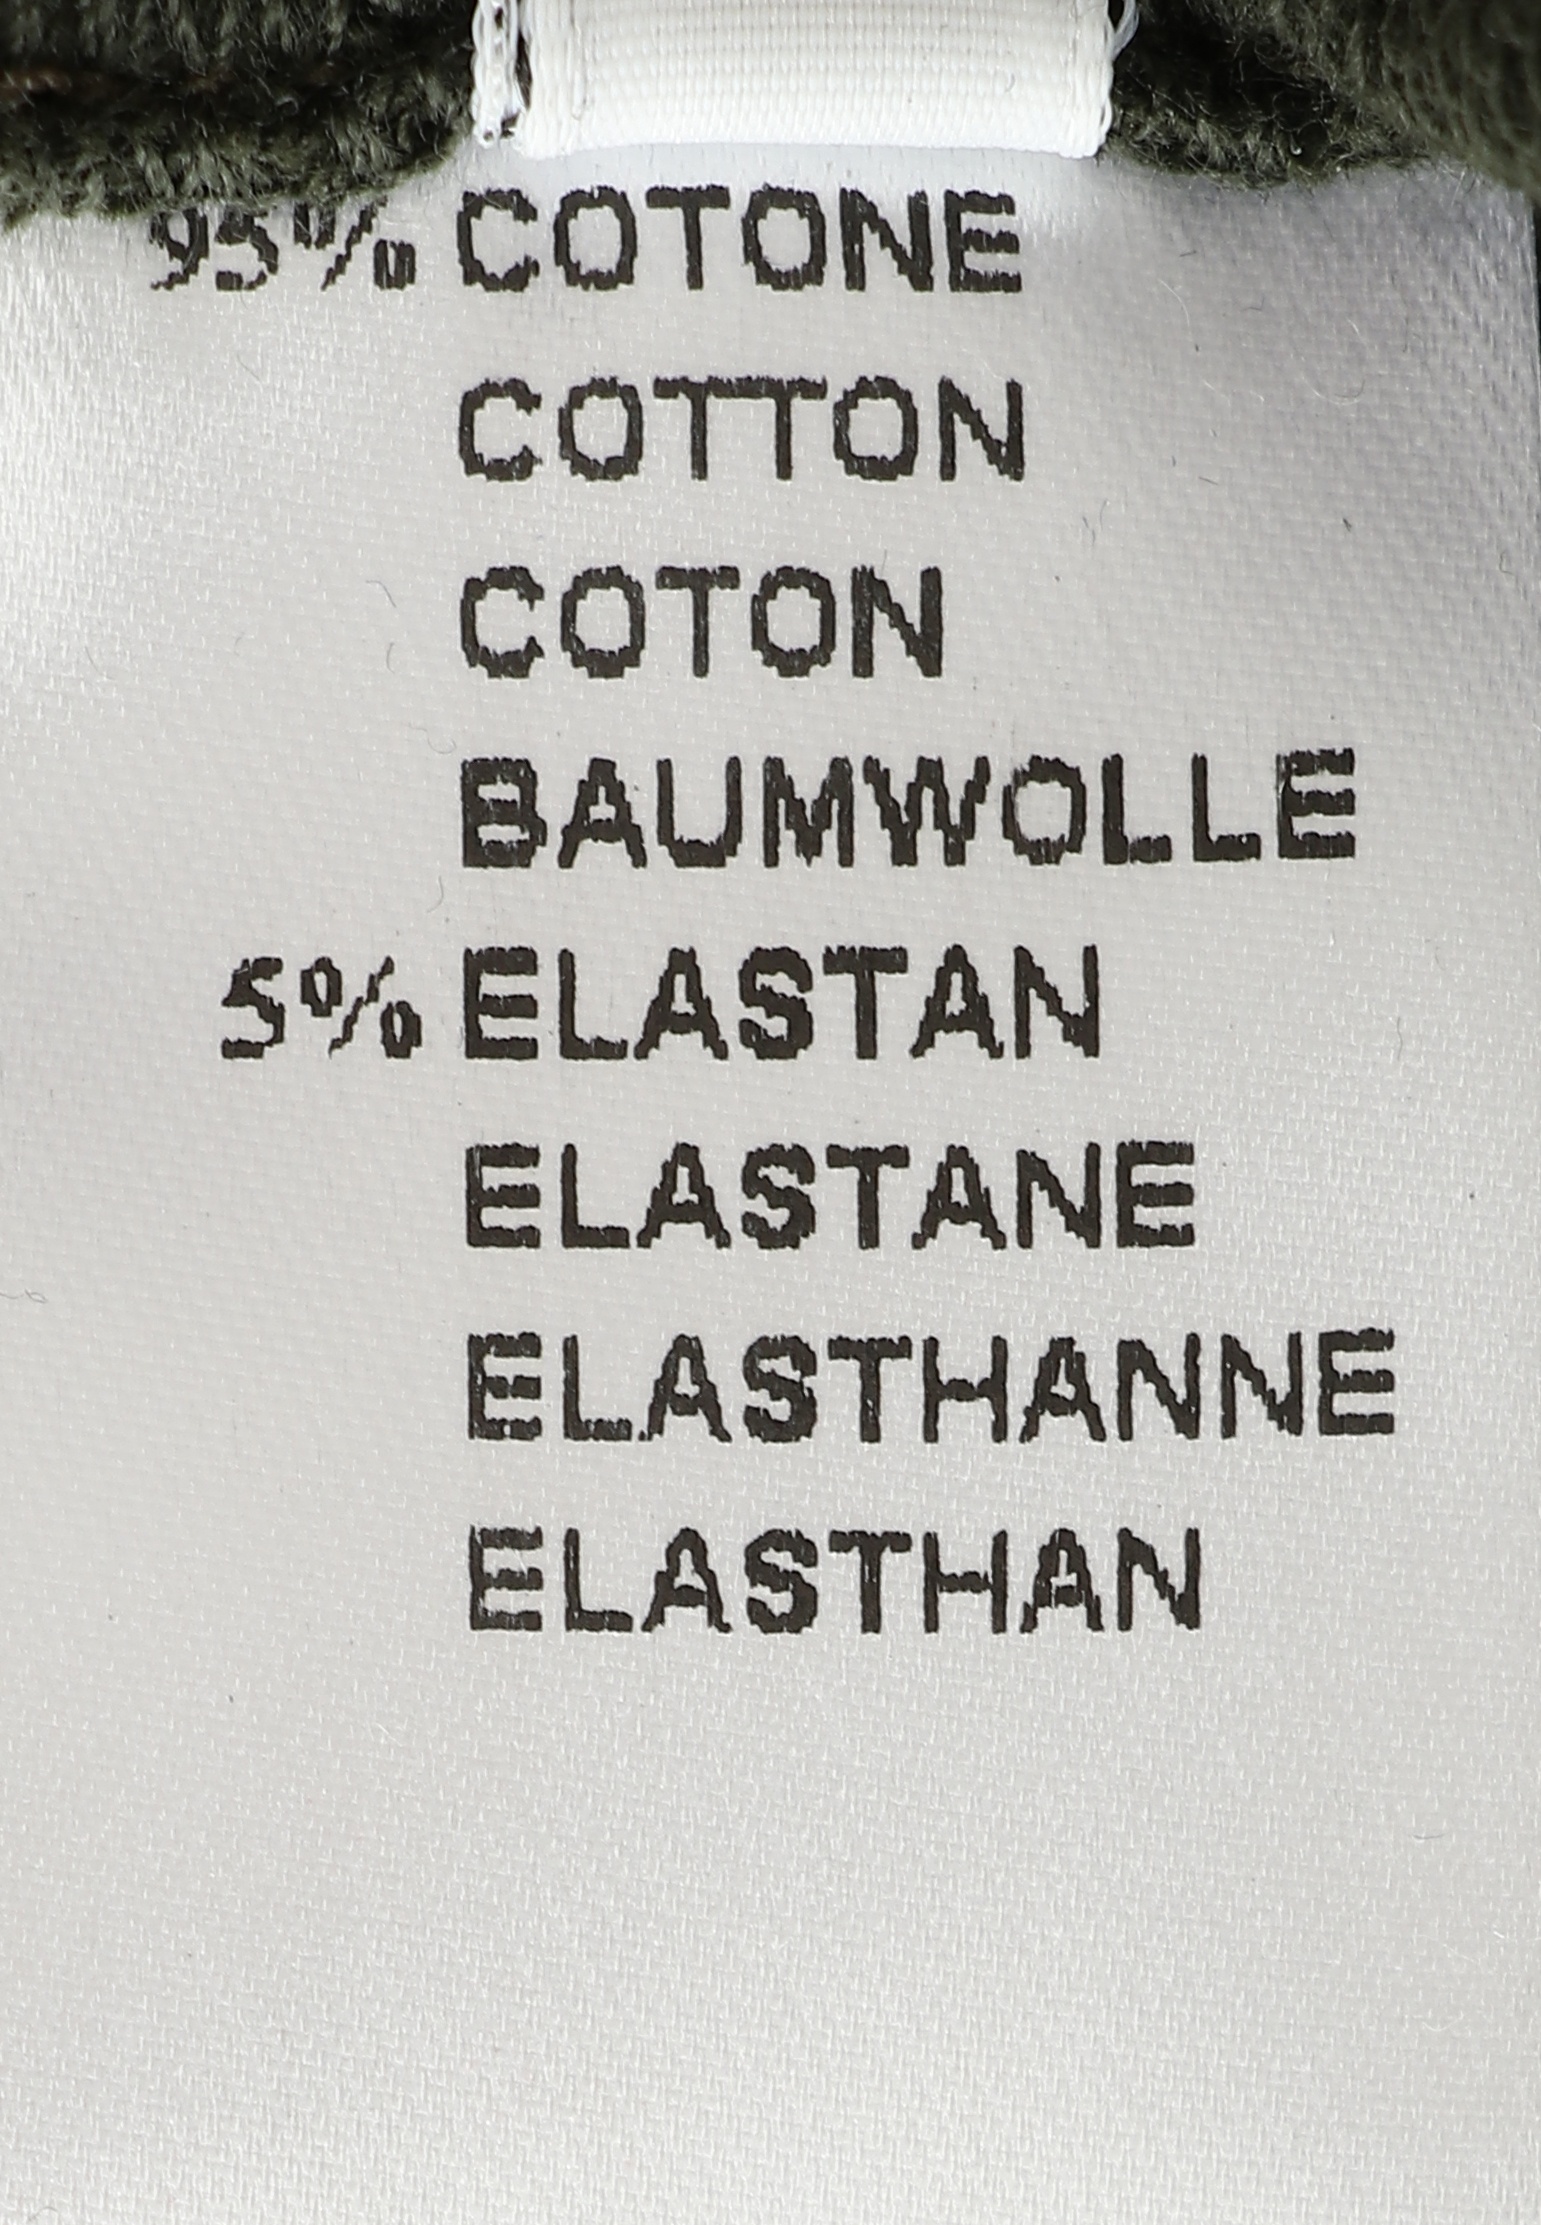 95% COTONE
COTTON
COTON
BAUMWOLLE
5% ELASTAN
ELASTANE
ELASTHANNE
ELASTHAN